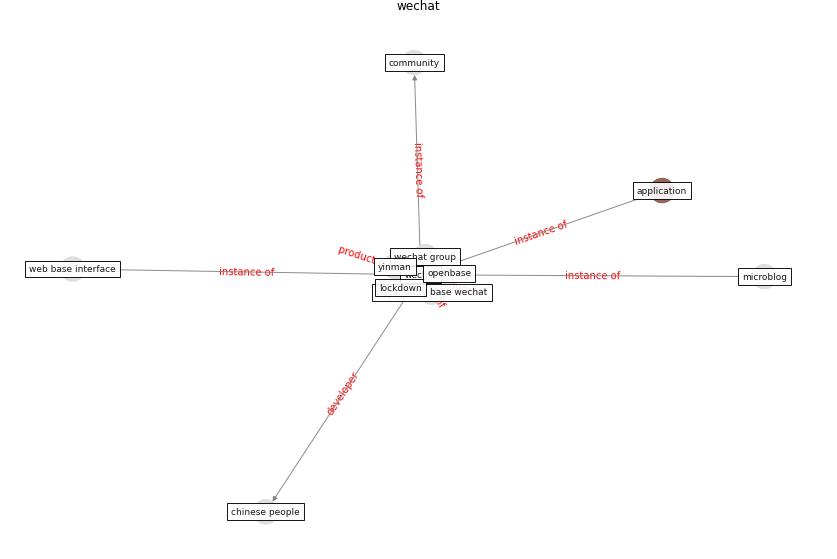 wechat
community
instance of
application
instance of
wechat group
product
yinman
openbase
web base interface
instance of
instance of
microblog
lockdown
base wechat
developer
chinese people